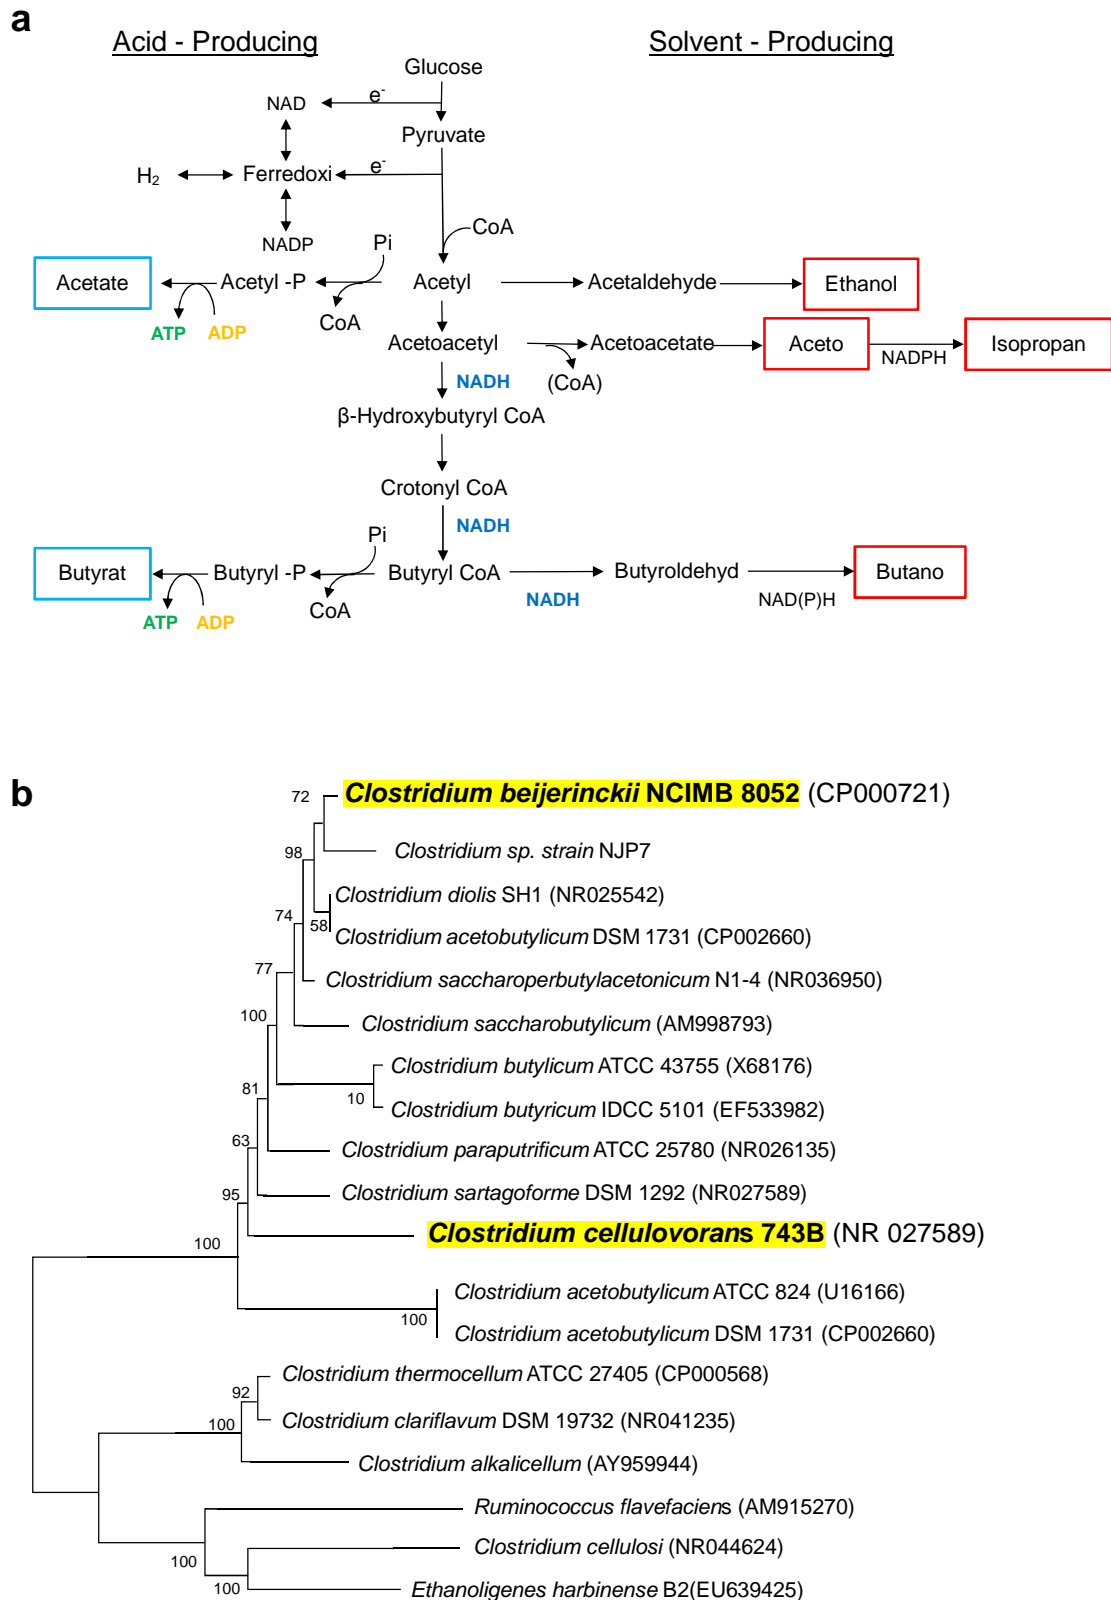 a
Acid - Producing
Solvent - Producing
Glucose
NAD
e-
Pyruvate
H2
Ferredoxi
e-
CoA
NADP
Pi
Acetate
Acetyl -P
Acetyl
Acetaldehyde
Ethanol
CoA
ATP
ADP
Acetoacetyl
Acetoacetate
Aceto
Isopropan
NADPH
NADH
(CoA)
β-Hydroxybutyryl CoA
Crotonyl CoA
NADH
Pi
Butyrat
Butyryl -P
Butyryl CoA
Butyroldehyd
Butano
CoA
NADH
NAD(P)H
ATP
ADP
b
72
Clostridium beijerinckii NCIMB 8052 (CP000721)
Clostridium sp. strain NJP7
98
Clostridium diolis SH1 (NR025542)
74
58
Clostridium acetobutylicum DSM 1731 (CP002660)
77
Clostridium saccharoperbutylacetonicum N1-4 (NR036950)
100
Clostridium saccharobutylicum (AM998793)
Clostridium butylicum ATCC 43755 (X68176)
81
10
Clostridium butyricum IDCC 5101 (EF533982)
63
Clostridium paraputrificum ATCC 25780 (NR026135)
95
Clostridium sartagoforme DSM 1292 (NR027589)
Clostridium cellulovorans 743B (NR 027589)
100
Clostridium acetobutylicum ATCC 824 (U16166)
100
Clostridium acetobutylicum DSM 1731 (CP002660)
Clostridium thermocellum ATCC 27405 (CP000568)
92
100
Clostridium clariflavum DSM 19732 (NR041235)
Clostridium alkalicellum (AY959944)
Ruminococcus flavefaciens (AM915270)
100
Clostridium cellulosi (NR044624)
100
Ethanoligenes harbinense B2(EU639425)